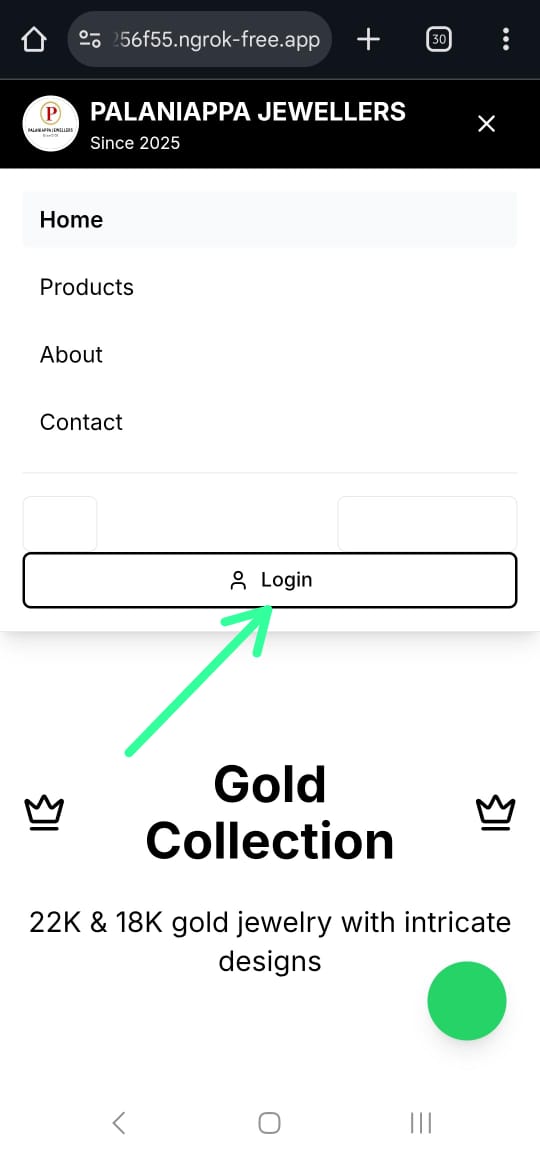 256f55.ngrok-free.app
30
P
PALANIAPPA JEWELLERS
PALANIAPPA JEWELLERS
Since 2025
Home
Products
About
Contact
Login
Gold
Collection
22K & 18K gold jewelry with intricate
designs